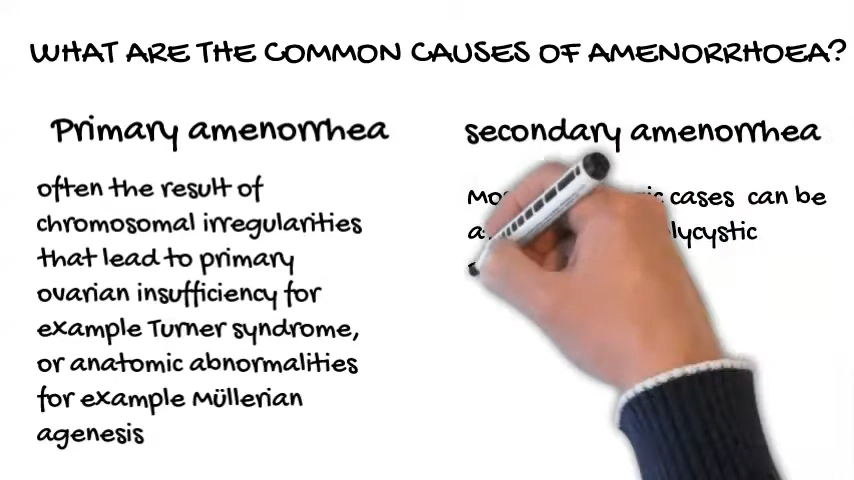 WHAT ARE THE COMMON CAUSES OF AMENORRHOEA?
Primary amenorrhea
often the result of
chromosomal irregularities
that lead to primary
ovarian insufficiency for
example Turner syndrome,
or anatomic abnormalities
for example Müllerian
agenesis
secondary amenorrhea
cases can be